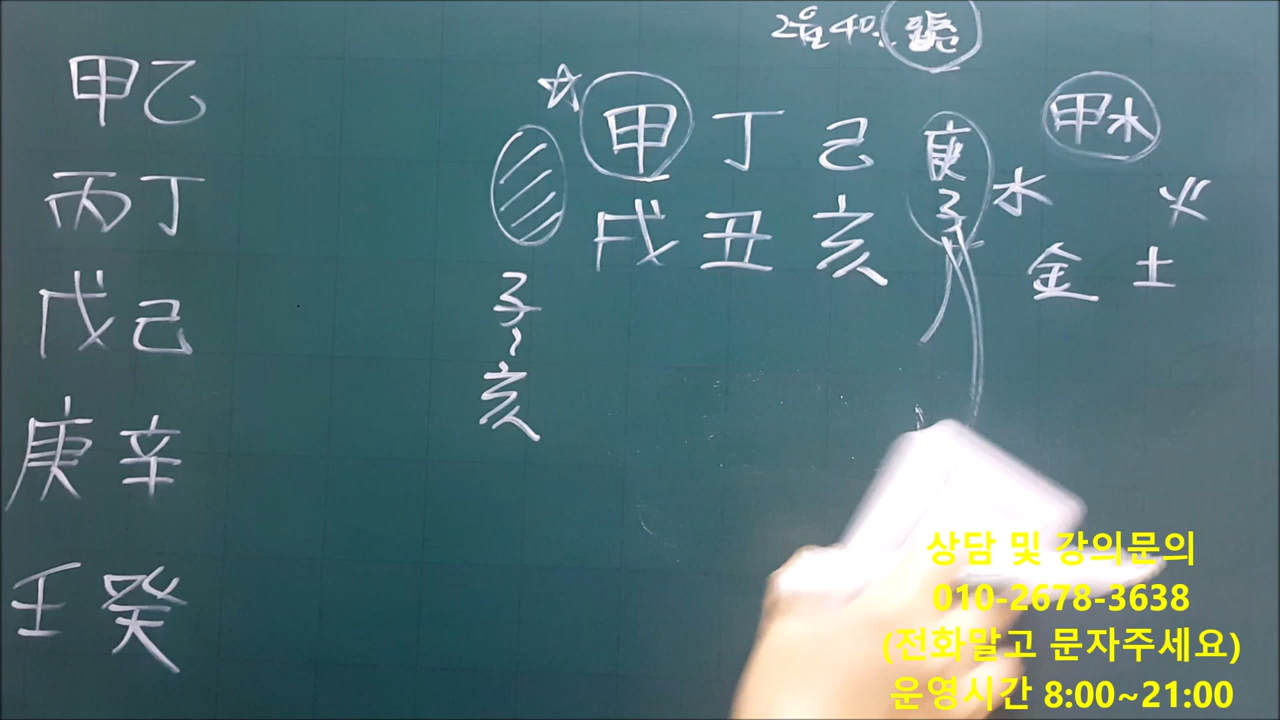 甲乙
丙丁
戊己
庚辛
壬癸
2월 4일
甲丁己庚
戌丑亥子
子~亥
甲木
水 火
金 土
상담 및 강의문의
010-2678-3638
(전화말고 문자주세요)
운영시간 8:00~21:00